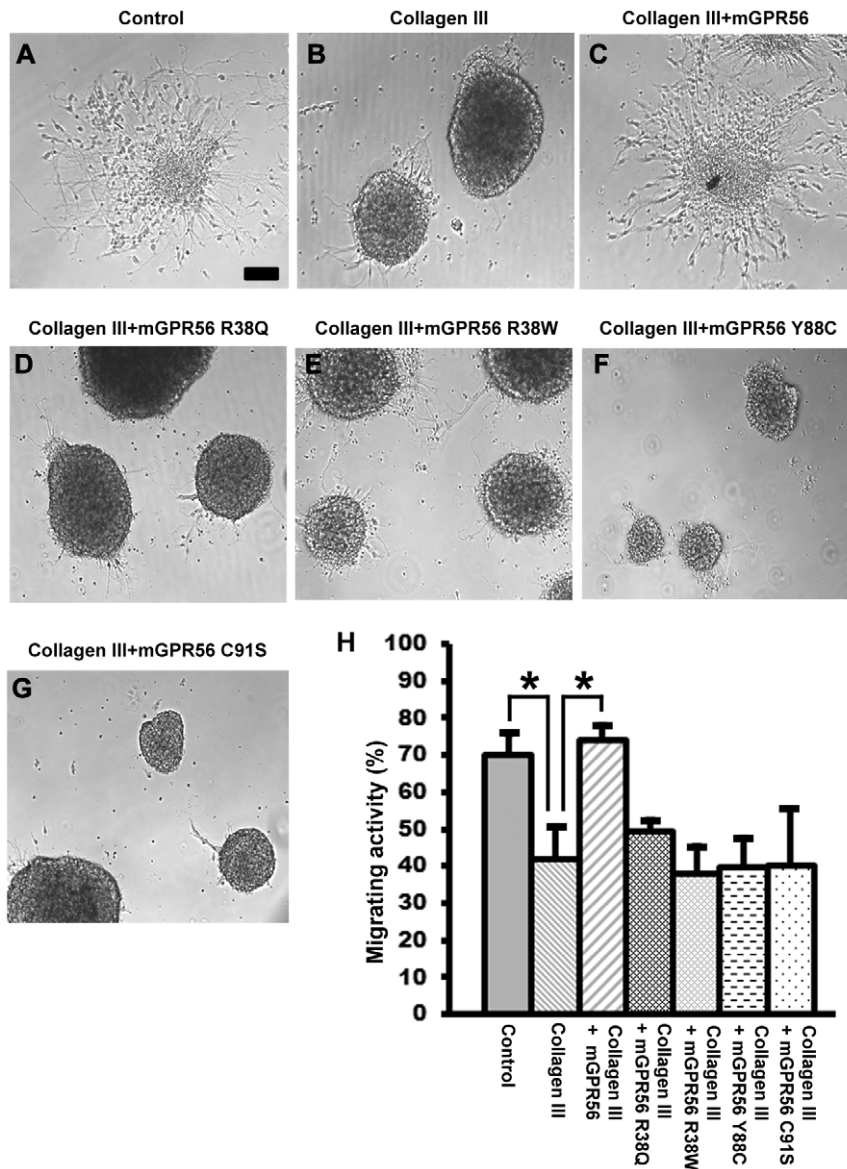 Control
Collagen III
Collagen III+mGPR56
A
B
C
Collagen III+mGPR56 R38Q
Collagen III+mGPR56 R38W
Collagen III+mGPR56 Y88C
D
E
F
Collagen III+mGPR56 C91S
G
H
Migrating activity (%)
100
90
80
70
60
50
40
30
20
10
0
*
*
Control
Collagen III
Collagen III
+ mGPR56
Collagen III
+ mGPR56 R38Q
Collagen III
+ mGPR56 R38W
Collagen III
+ mGPR56 Y88C
Collagen III
+ mGPR56 C91S